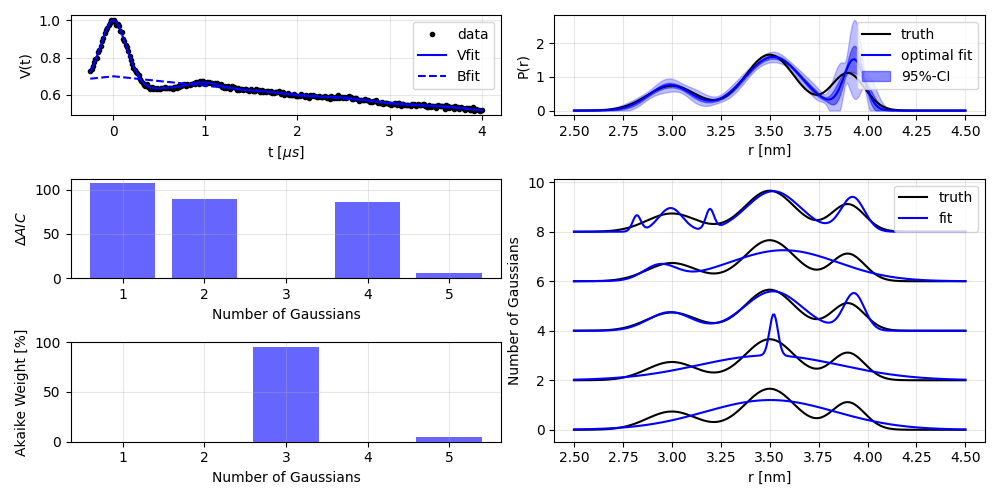 V(t)
1.0
0.8
0.6
data
Vfit
Bfit
0 1 2 3 4
t [μs]
P(r)
2
1
0
truth
optimal fit
95%-CI
2.50 2.75 3.00 3.25 3.50 3.75 4.00 4.25 4.50
r [nm]
ΔAIC
100
50
0
1 2 3 4 5
Number of Gaussians
Akaike Weight [%]
100
50
0
1 2 3 4 5
Number of Gaussians
Number of Gaussians
10
8
6
4
2
0
truth
fit
2.50 2.75 3.00 3.25 3.50 3.75 4.00 4.25 4.50
r [nm]